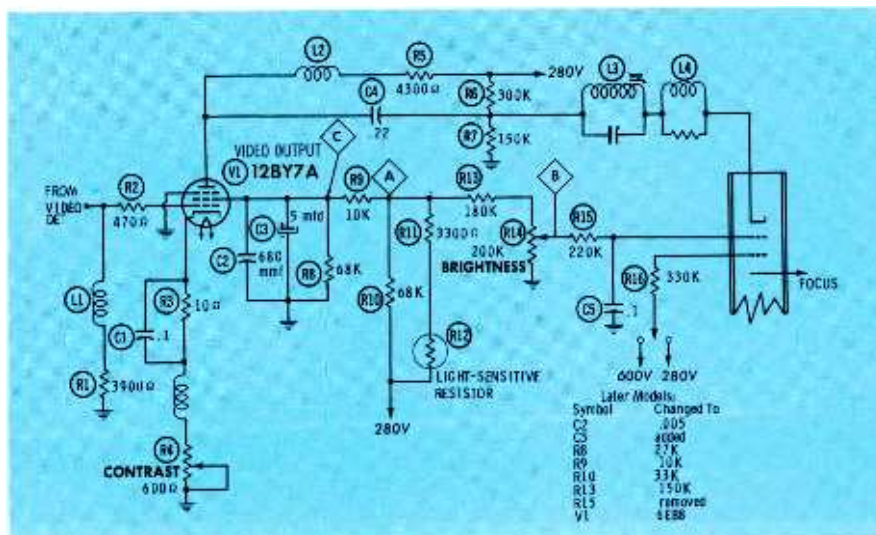 L2
R5
4300Ω
280V
L3
L4
C4
.22
R6
300K
R7
150K
C
VIDEO OUTPUT
V1 12BY7A
FROM
VIDEO
DET
R2
470Ω
R9
10K
A
R13
180K
B
R14
200K
BRIGHTNESS
R15
220K
R11
3300Ω
C3
5 mfd
C2
680
mmf
R8
68K
R10
68K
R16
330K
C5
.1
FOCUS
L1
R3
10Ω
C1
.1
R1
3900Ω
R12
LIGHT-SENSITIVE
RESISTOR
280V
600V 280V
R4
CONTRAST
600Ω
Later Models:
Symbol Changed To
C2 .005
C3 added
R8 27K
R9 10K
R10 33K
R13 150K
R15 removed
V1 6EB8